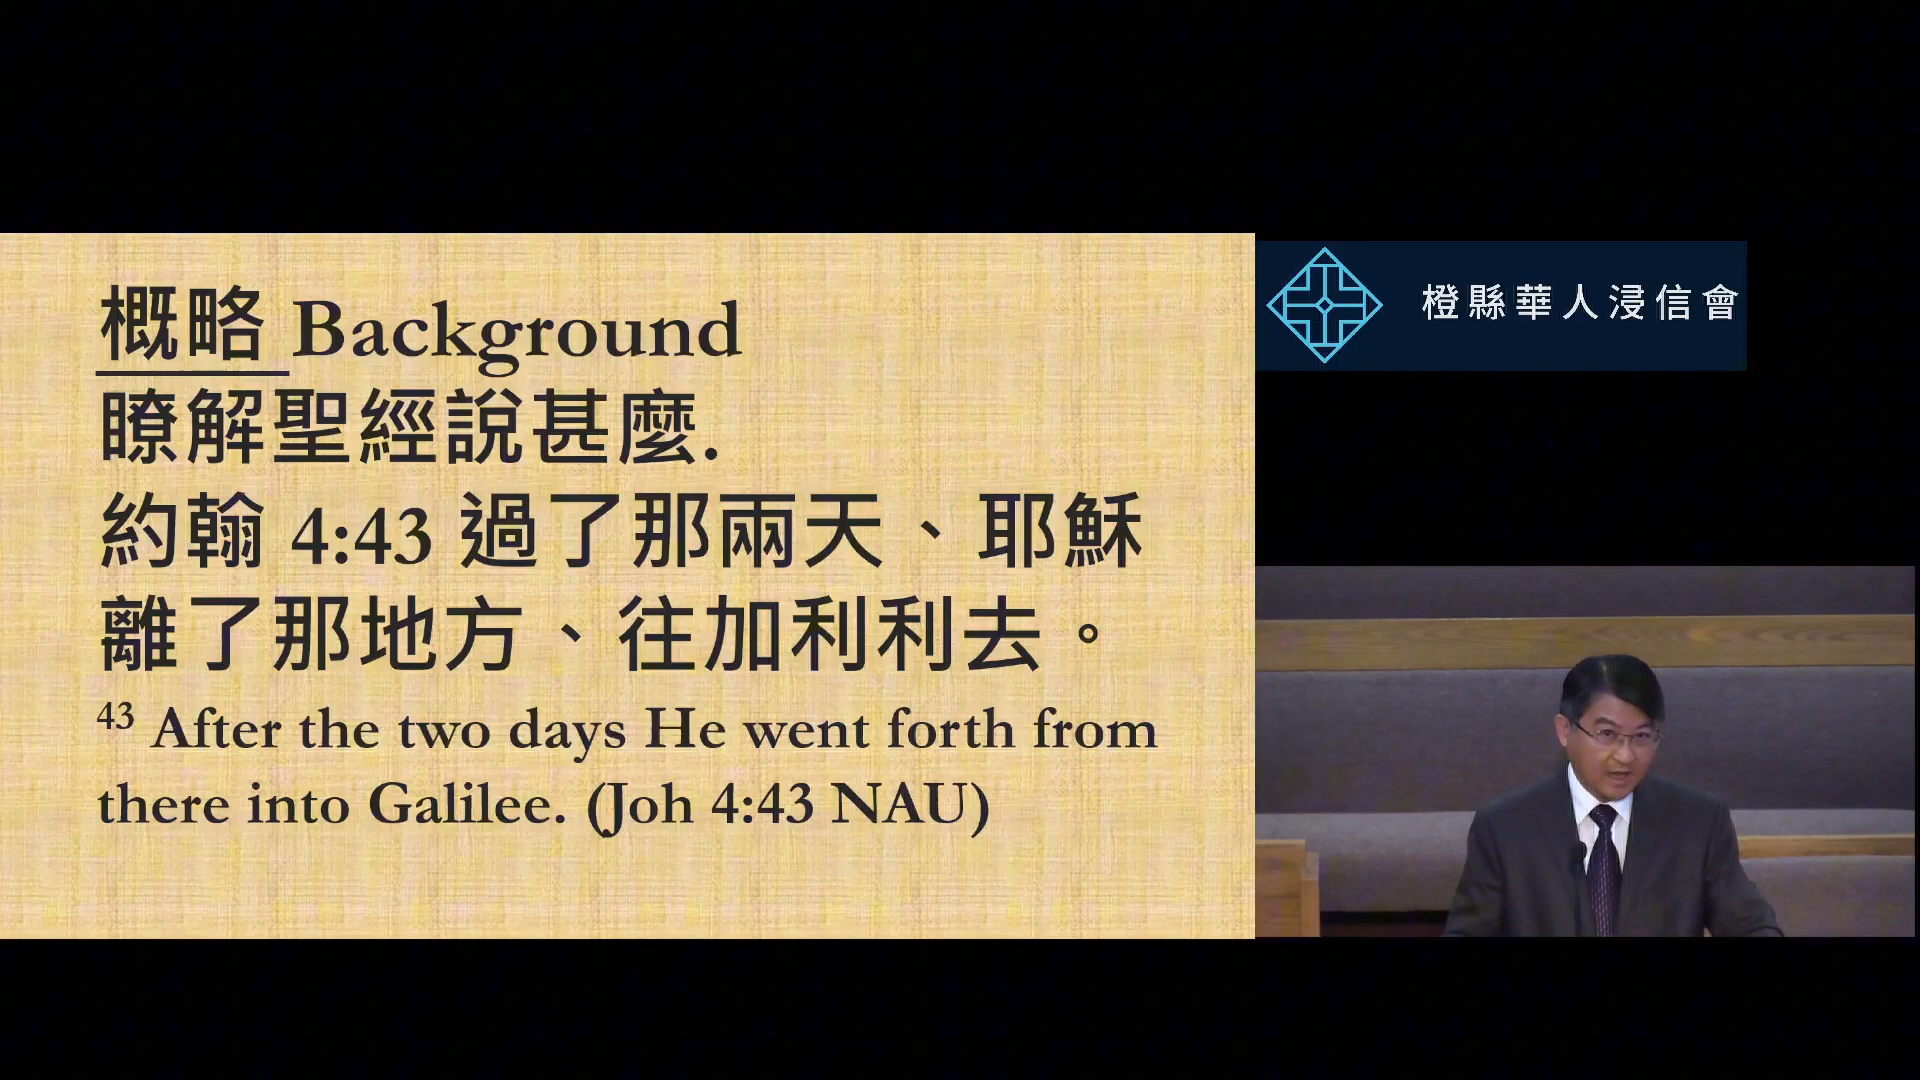 概略 Background
瞭解聖經說甚麼.
約翰 4:43 過了那兩天、耶穌
離了那地方、往加利利去。
43 After the two days He went forth from
there into Galilee. (Joh 4:43 NAU)
橙縣華人浸信會